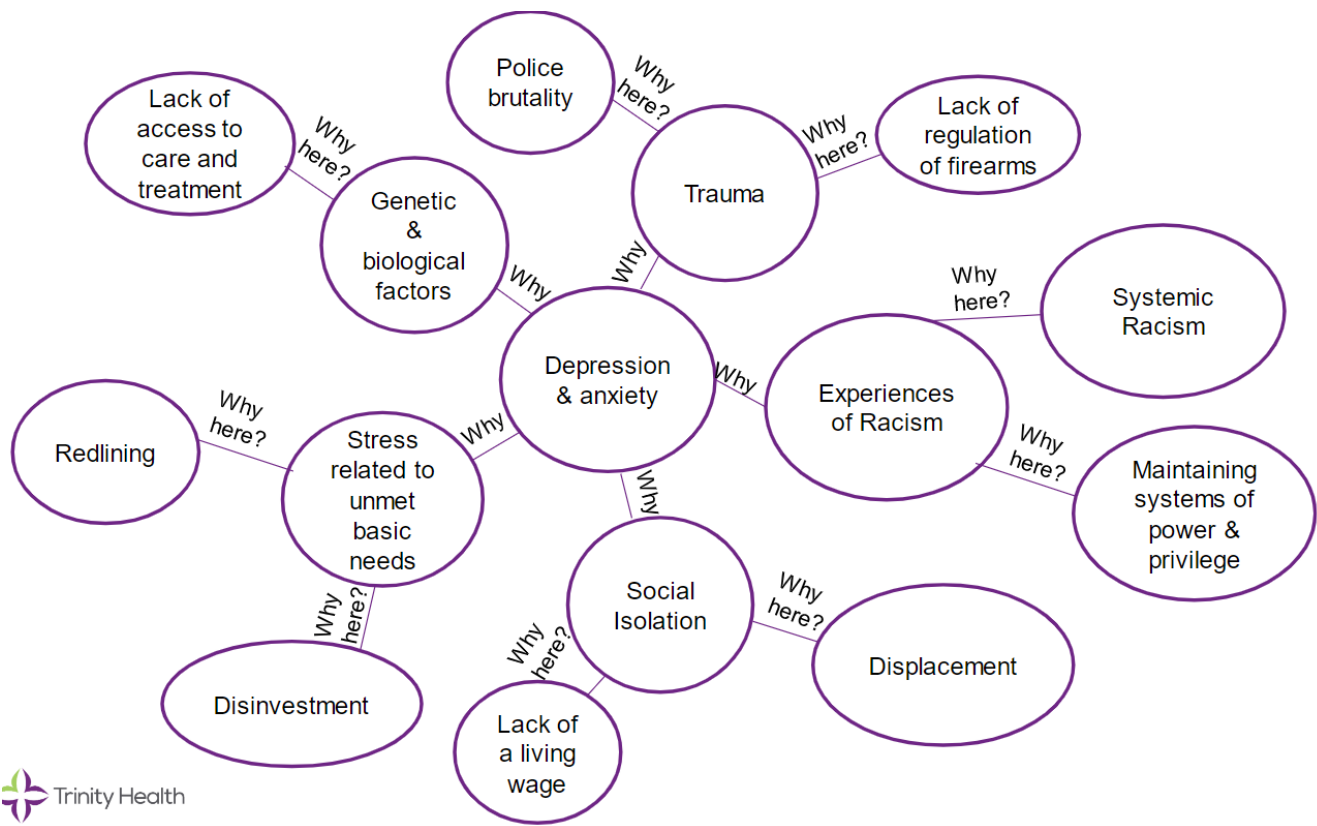 Police
brutality
Why
here?
Lack of
access to
care and
treatment
Why
here?
Genetic
&
biological
factors
Why
Trauma
Why
here?
Lack of
regulation
of firearms
Why
Depression
& anxiety
Why
Experiences
of Racism
Why
here?
Systemic
Racism
Why
here?
Maintaining
systems of
power &
privilege
Redlining
Why
here?
Stress
related to
unmet
basic
needs
Why
Why
here?
Disinvestment
Why
Social
Isolation
Why
here?
Displacement
Why
here?
Lack of
a living
wage
Trinity Health